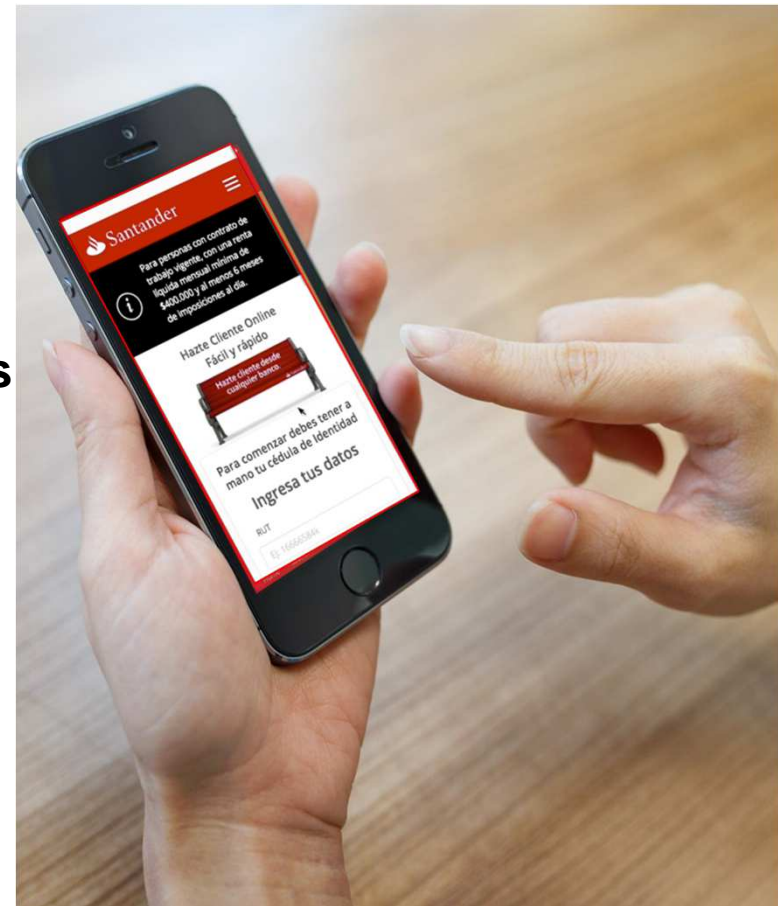 s
Santander
Para personas con contrato de
trabajo vigente, con una renta
líquida mensual mínima de
$400.000 y al menos 6 meses
de imposiciones al día.
Hazte Cliente Online
Fácil y rápido
Hazte cliente desde
cualquier banco.
Para comenzar debes tener a
mano tu cédula de Identidad
Ingresa tus datos
RUT